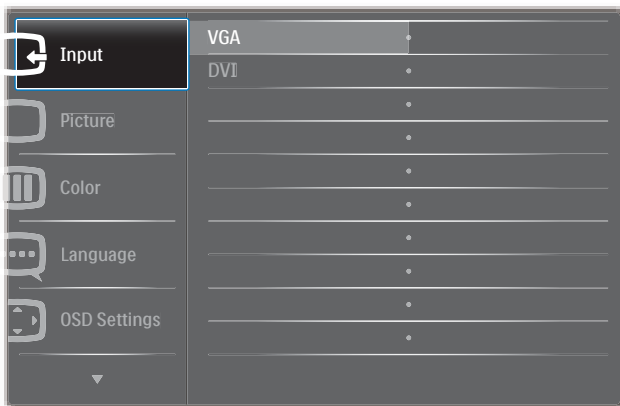 Input
Picture
Color
Language
OSD Settings
VGA
DVI